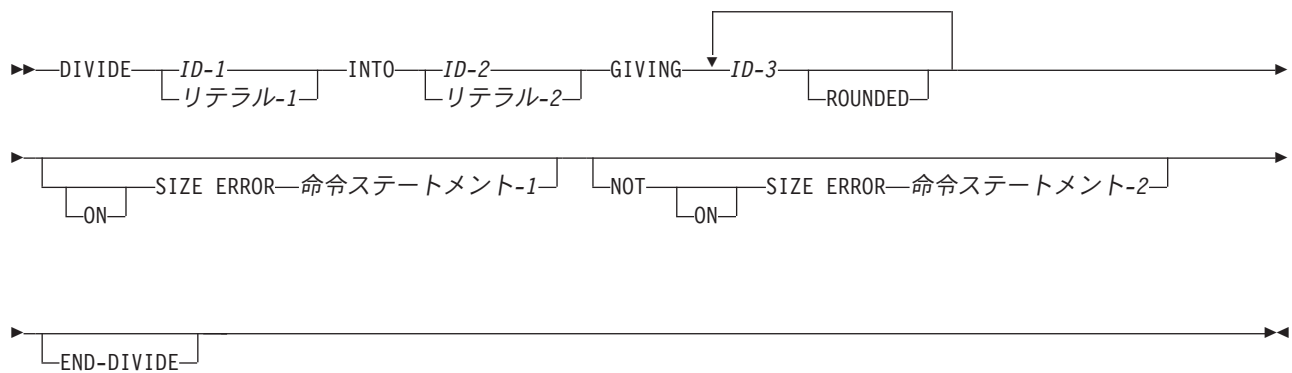 DIVIDE ID-1 INTO ID-2 GIVING ID-3
リテラル-1 リテラル-2 ROUNDED
SIZE ERROR 命令ステートメント-1 NOT SIZE ERROR 命令ステートメント-2
ON ON
END-DIVIDE